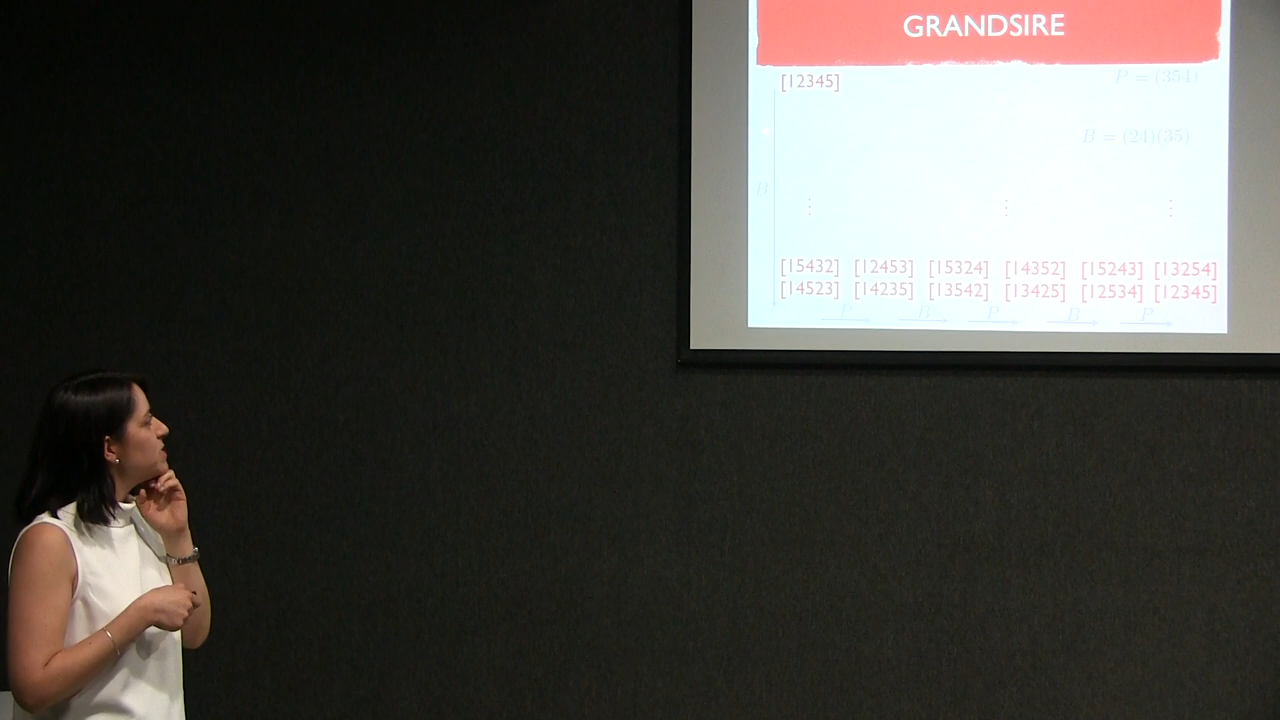 GRANDSIRE
[12345]
P = (354)
B = (24)(35)
B
[15432] [12453] [15324] [14352] [15243] [13254]
[14523] [14235] [13542] [13425] [12534] [12345]
P B P B P